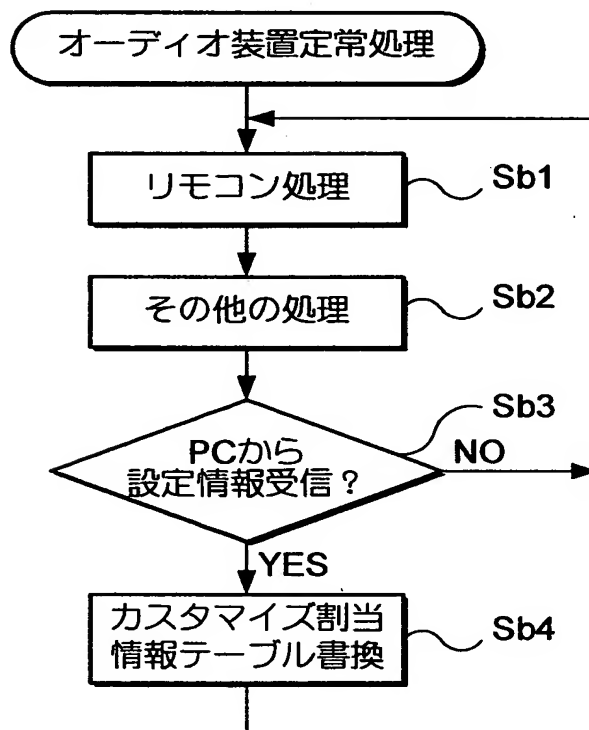 オーディオ装置定常処理
リモコン処理
Sb1
その他の処理
Sb2
Sb3
PCから
設定情報受信？
NO
YES
カスタマイズ割当
情報テーブル書換
Sb4